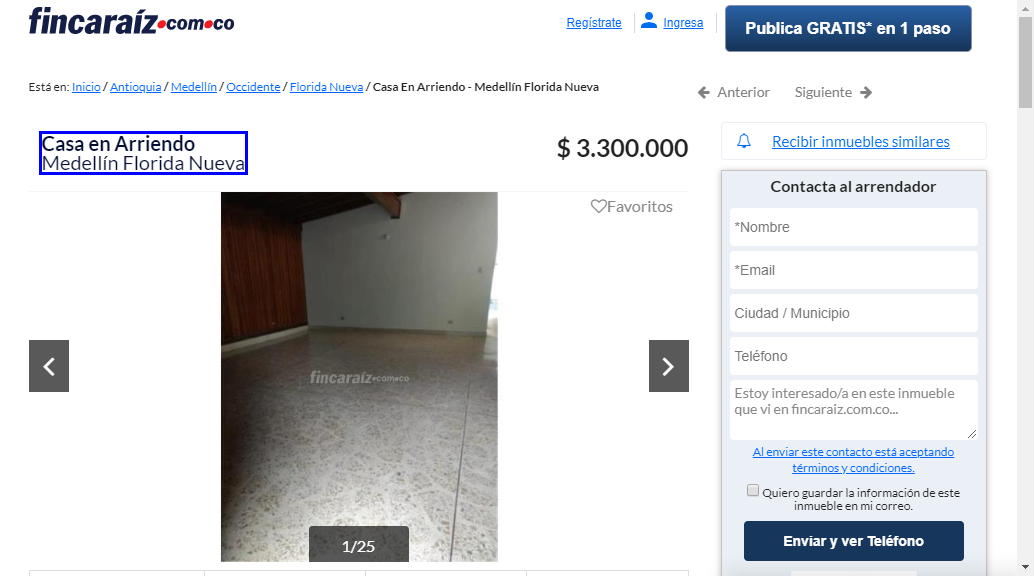 fincaraíz.com.co
Regístrate
Ingresa
Publica GRATIS* en 1 paso
Está en: Inicio / Antioquia / Medellín / Occidente / Florida Nueva / Casa En Arriendo - Medellín Florida Nueva
Anterior
Siguiente
Casa en Arriendo
Medellín Florida Nueva
$ 3.300.000
Recibir inmuebles similares
Favoritos
fincaraíz.com.co
1/25
Contacta al arrendador
*Nombre
*Email
Ciudad / Municipio
Teléfono
Estoy interesado/a en este inmueble
que vi en fincaraiz.com.co...
Al enviar este contacto está aceptando
términos y condiciones.
Quiero guardar la información de este
inmueble en mi correo.
Enviar y ver Teléfono